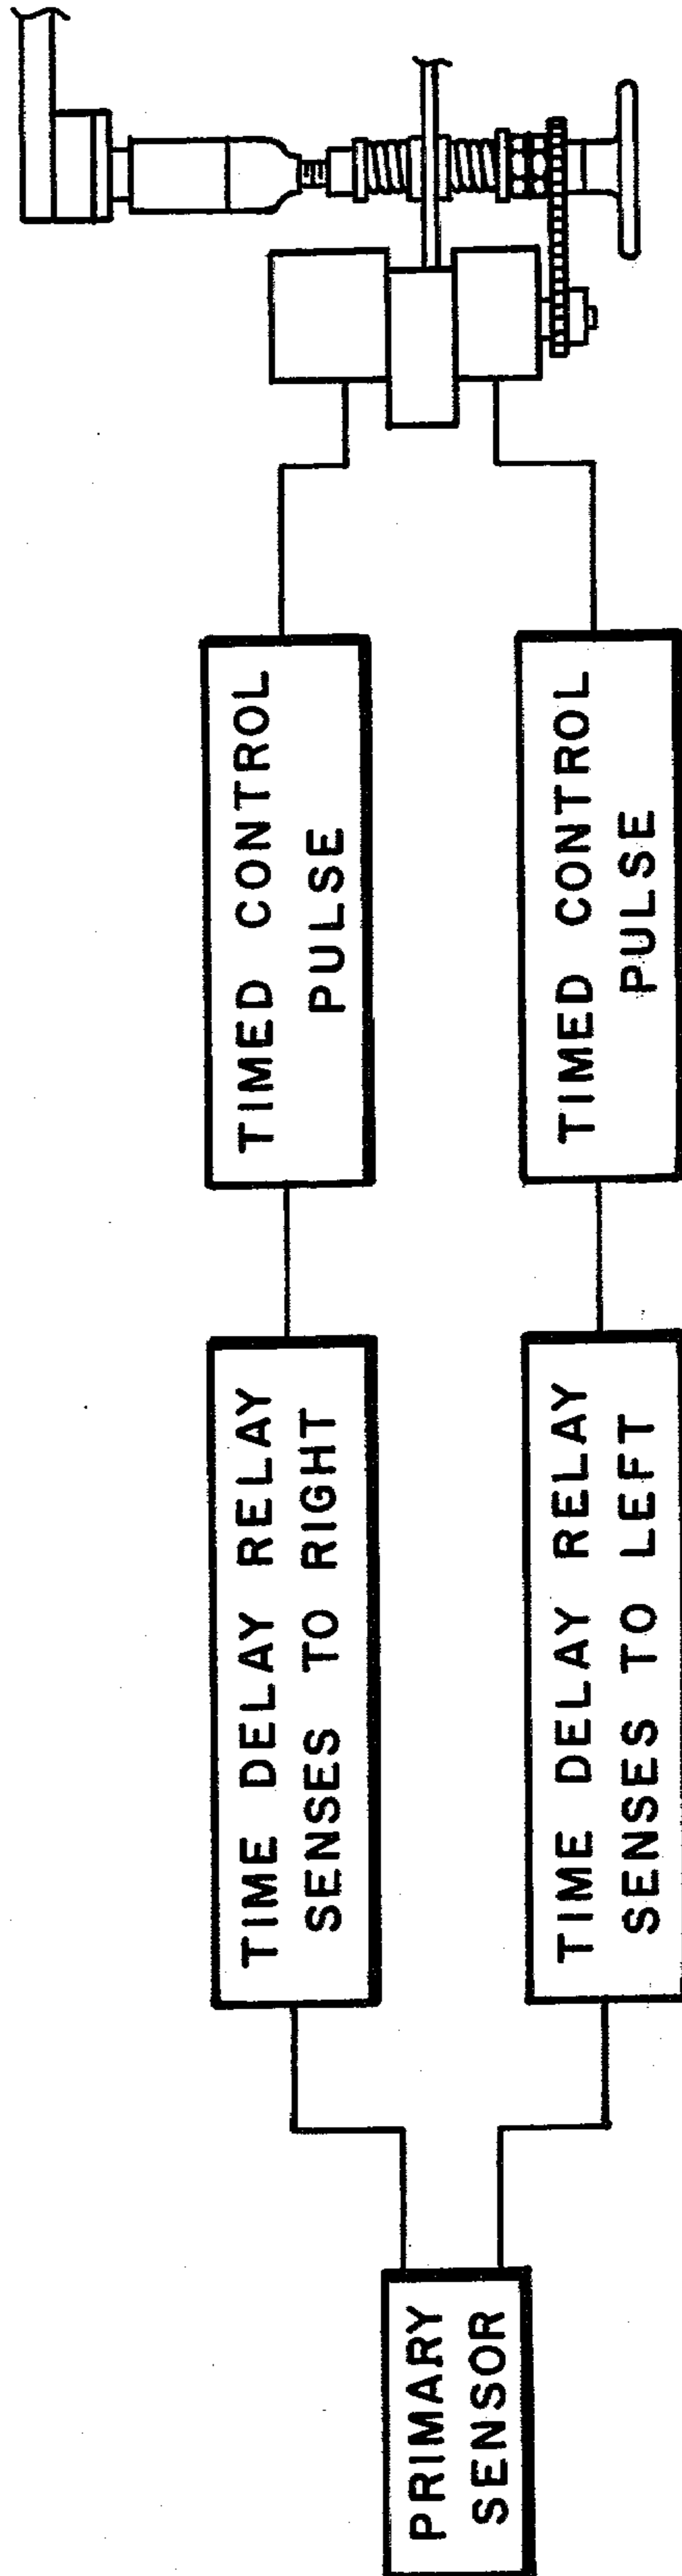 PRIMARY
SENSOR
TIME DELAY RELAY
SENSES TO RIGHT
TIMED CONTROL
PULSE
TIME DELAY RELAY
SENSES TO LEFT
TIMED CONTROL
PULSE